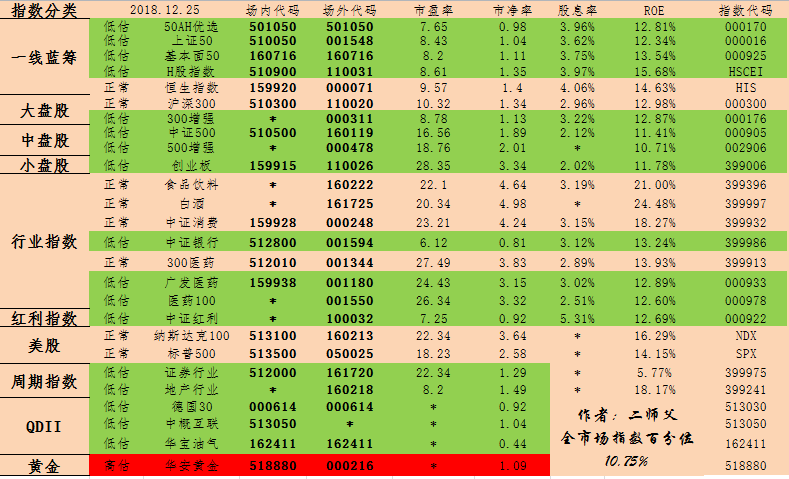 指数分类 2018.12.25 场内代码 场外代码 市盈率 市净率 股息率 ROE 指数代码
一线蓝筹
低估 50AH优选 501050 501050 7.65 0.98 3.96% 12.81% 000170
低估 上证50 510050 001548 8.43 1.04 3.62% 12.34% 000016
低估 基本面50 160716 160716 8.2 1.11 3.75% 13.54% 000925
低估 H股指数 510900 110031 8.61 1.35 3.97% 15.68% HSCEI
正常 恒生指数 159920 000071 9.57 1.4 4.06% 14.63% HIS
大盘股
正常 沪深300 510300 110020 10.32 1.34 2.96% 12.98% 000300
低估 300增强 * 000311 8.78 1.13 3.22% 12.87% 000176
中盘股
低估 中证500 510500 160119 16.56 1.89 2.12% 11.41% 000905
低估 500增强 * 000478 18.76 2.01 * 10.71% 002906
小盘股 低估 创业板 159915 110026 28.35 3.34 2.02% 11.78% 399006
行业指数
正常 食品饮料 * 160222 22.1 4.64 3.19% 21.00% 399396
正常 白酒 * 161725 20.34 4.98 * 24.48% 399997
正常 中证消费 159928 000248 23.21 4.24 3.15% 18.27% 399932
低估 中证银行 512800 001594 6.12 0.81 3.12% 13.24% 399986
正常 300医药 512010 001344 27.49 3.83 2.89% 13.93% 399913
低估 广发医药 159938 001180 24.43 3.15 3.02% 12.89% 000933
低估 医药100 * 001550 26.34 3.32 2.51% 12.60% 000978
红利指数 低估 中证红利 * 100032 7.25 0.92 5.31% 12.69% 000922
美股
正常 纳斯达克100 513100 160213 22.34 3.64 * 16.29% NDX
正常 标普500 513500 050025 18.23 2.58 * 14.15% SPX
周期指数
低估 证券行业 512000 161720 22.34 1.29 * 5.77% 399975
低估 地产行业 * 160218 8.2 1.49 * 18.17% 399241
QDII
低估 德国30 000614 000614 * 0.92 513030
低估 中概互联 513050 * * 1.04 513050
低估 华宝油气 162411 162411 * 0.44 162411
黄金 高估 华安黄金 518880 000216 * 1.09 518880
作者：二师父
全市场指数百分位
10.75%